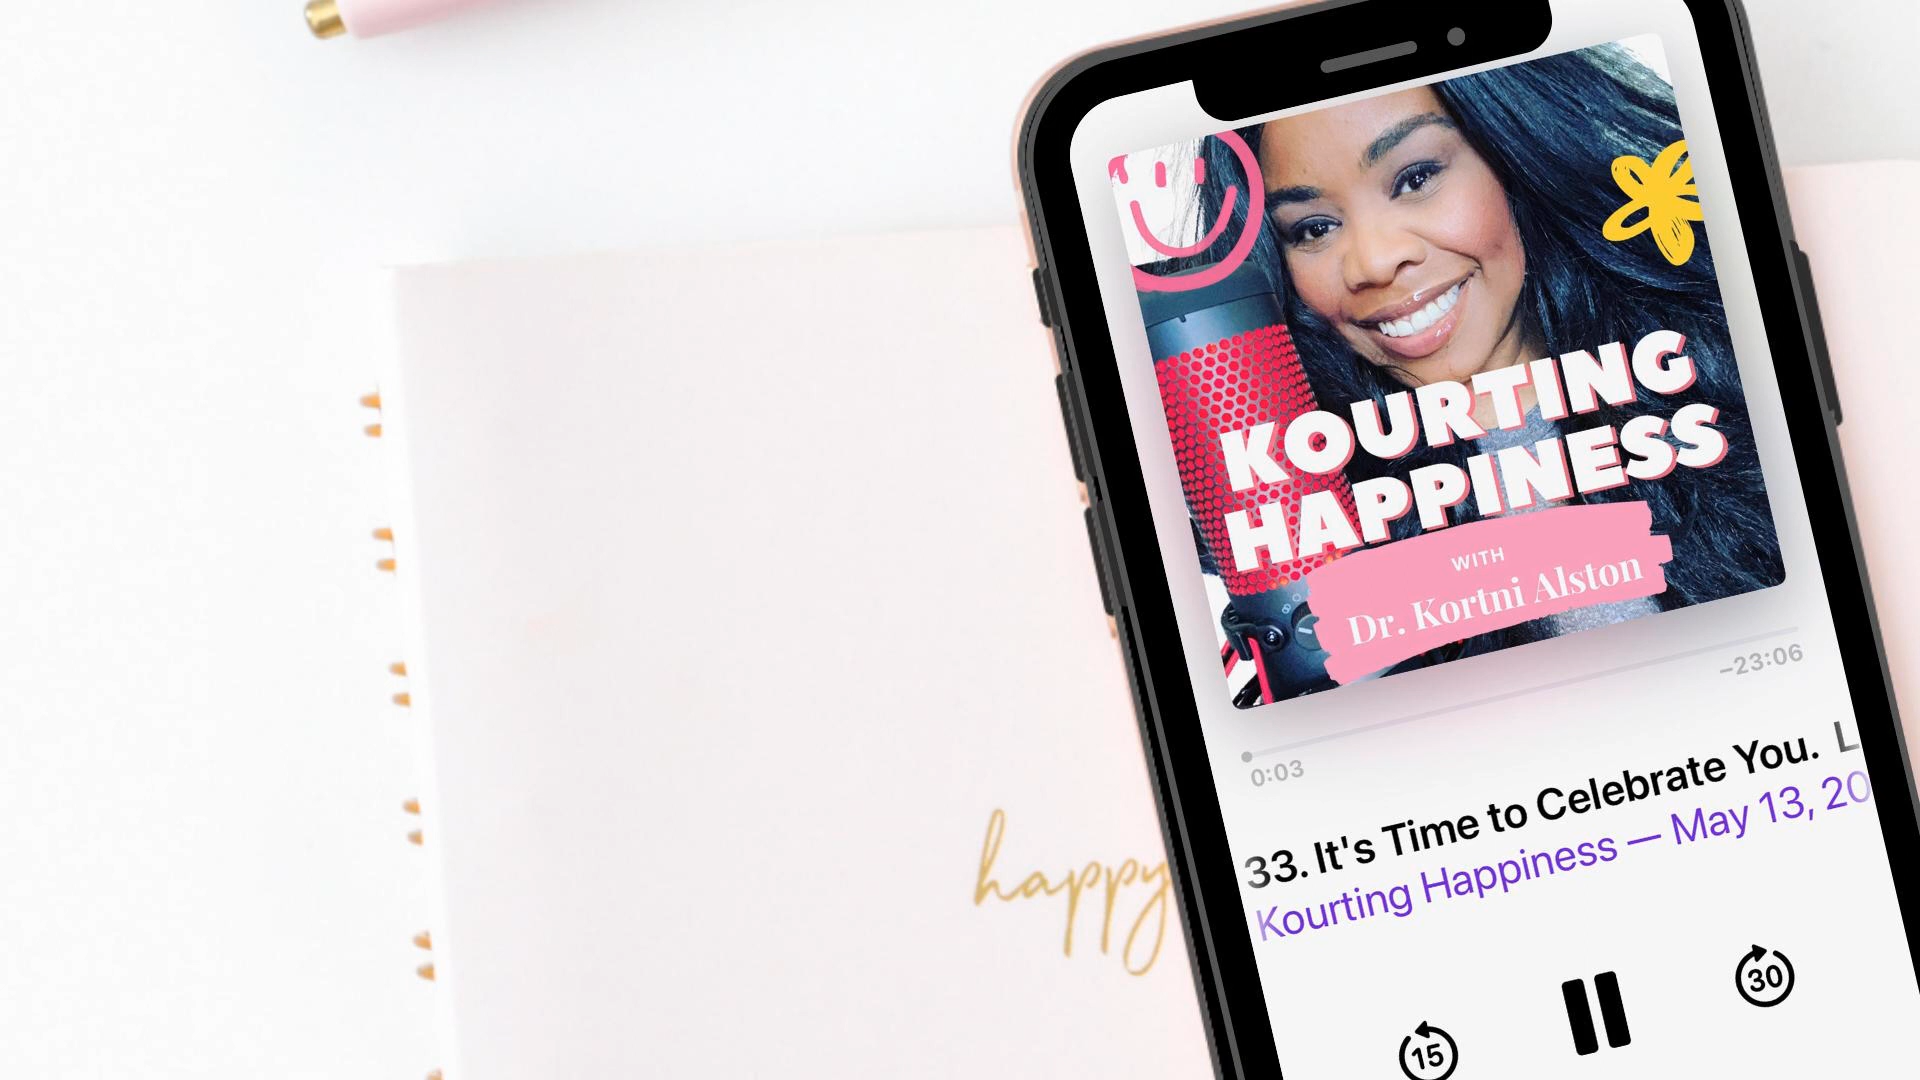 KOURTING
HAPPINESS
WITH
Dr. Kortni Alston
0:03
–23:06
33. It's Time to Celebrate You. L
Kourting Happiness — May 13, 20
happy
15
30